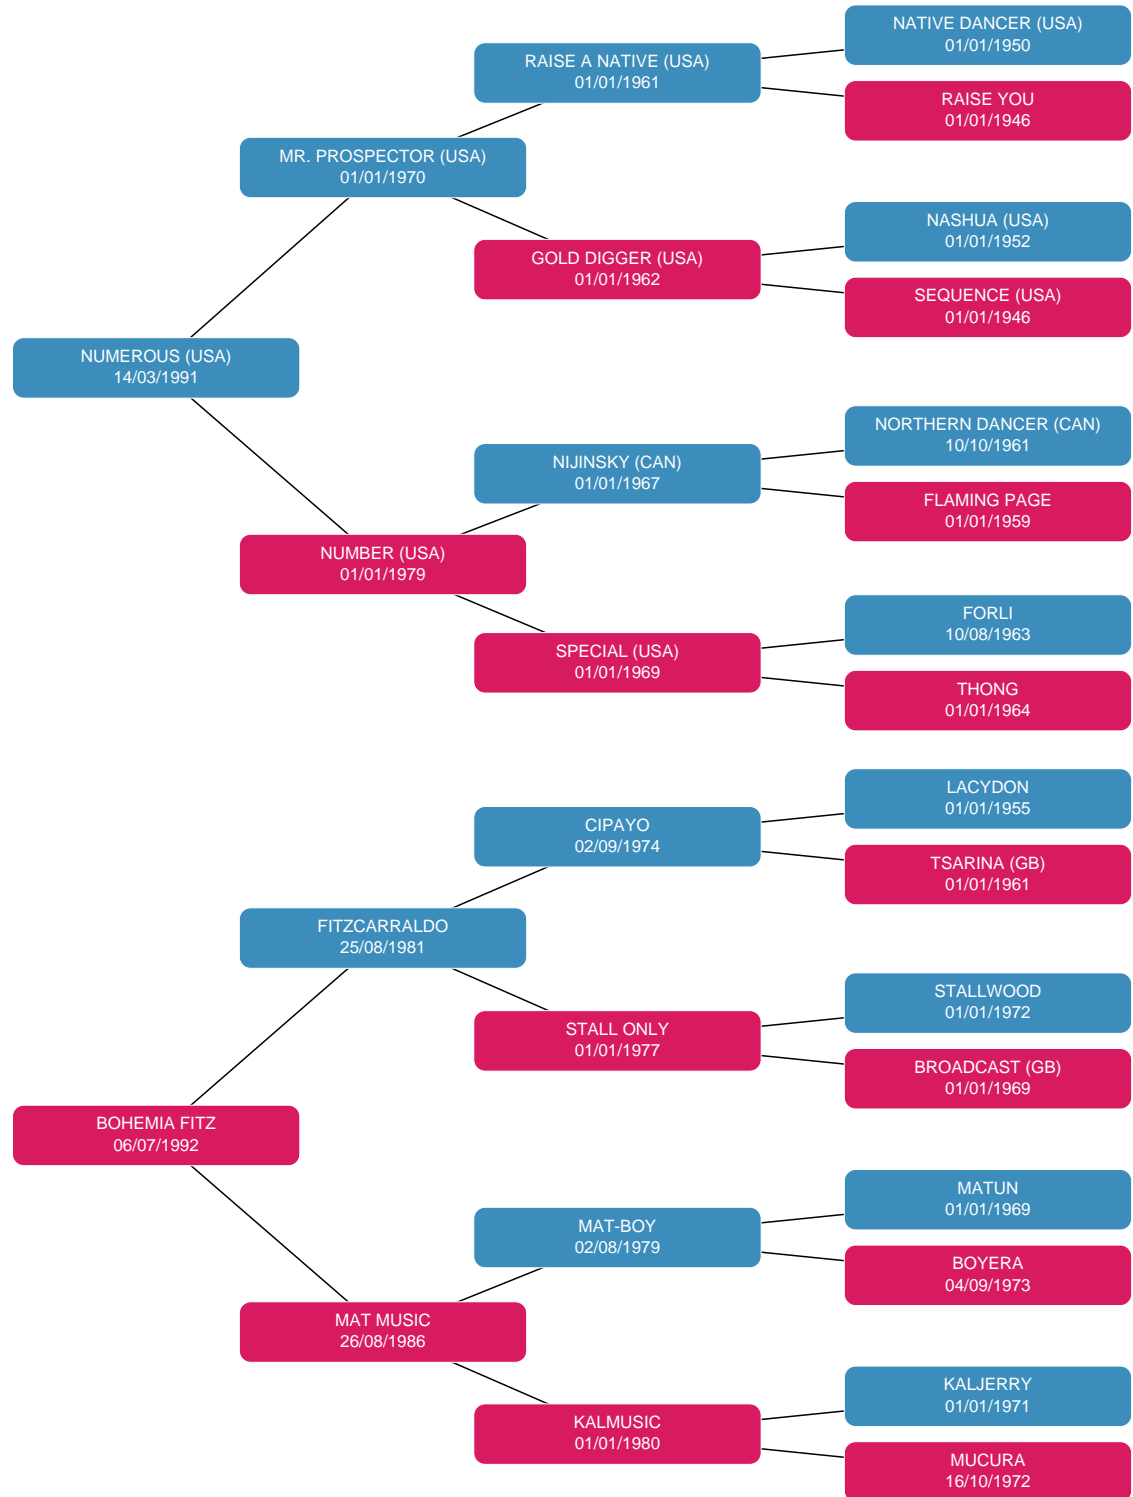 NATIVE DANCER (USA)
01/01/1950
RAISE A NATIVE (USA)
01/01/1961
RAISE YOU
01/01/1946
MR. PROSPECTOR (USA)
01/01/1970
NASHUA (USA)
01/01/1952
GOLD DIGGER (USA)
01/01/1962
SEQUENCE (USA)
01/01/1946
NUMEROUS (USA)
14/03/1991
NORTHERN DANCER (CAN)
10/10/1961
NIJINSKY (CAN)
01/01/1967
FLAMING PAGE
01/01/1959
NUMBER (USA)
01/01/1979
FORLI
10/08/1963
SPECIAL (USA)
01/01/1969
THONG
01/01/1964
LACYDON
01/01/1955
CIPAYO
02/09/1974
TSARINA (GB)
01/01/1961
FITZCARRALDO
25/08/1981
STALLWOOD
01/01/1972
STALL ONLY
01/01/1977
BROADCAST (GB)
01/01/1969
BOHEMIA FITZ
06/07/1992
MATUN
01/01/1969
MAT-BOY
02/08/1979
BOYERA
04/09/1973
MAT MUSIC
26/08/1986
KALJERRY
01/01/1971
KALMUSIC
01/01/1980
MUCURA
16/10/1972